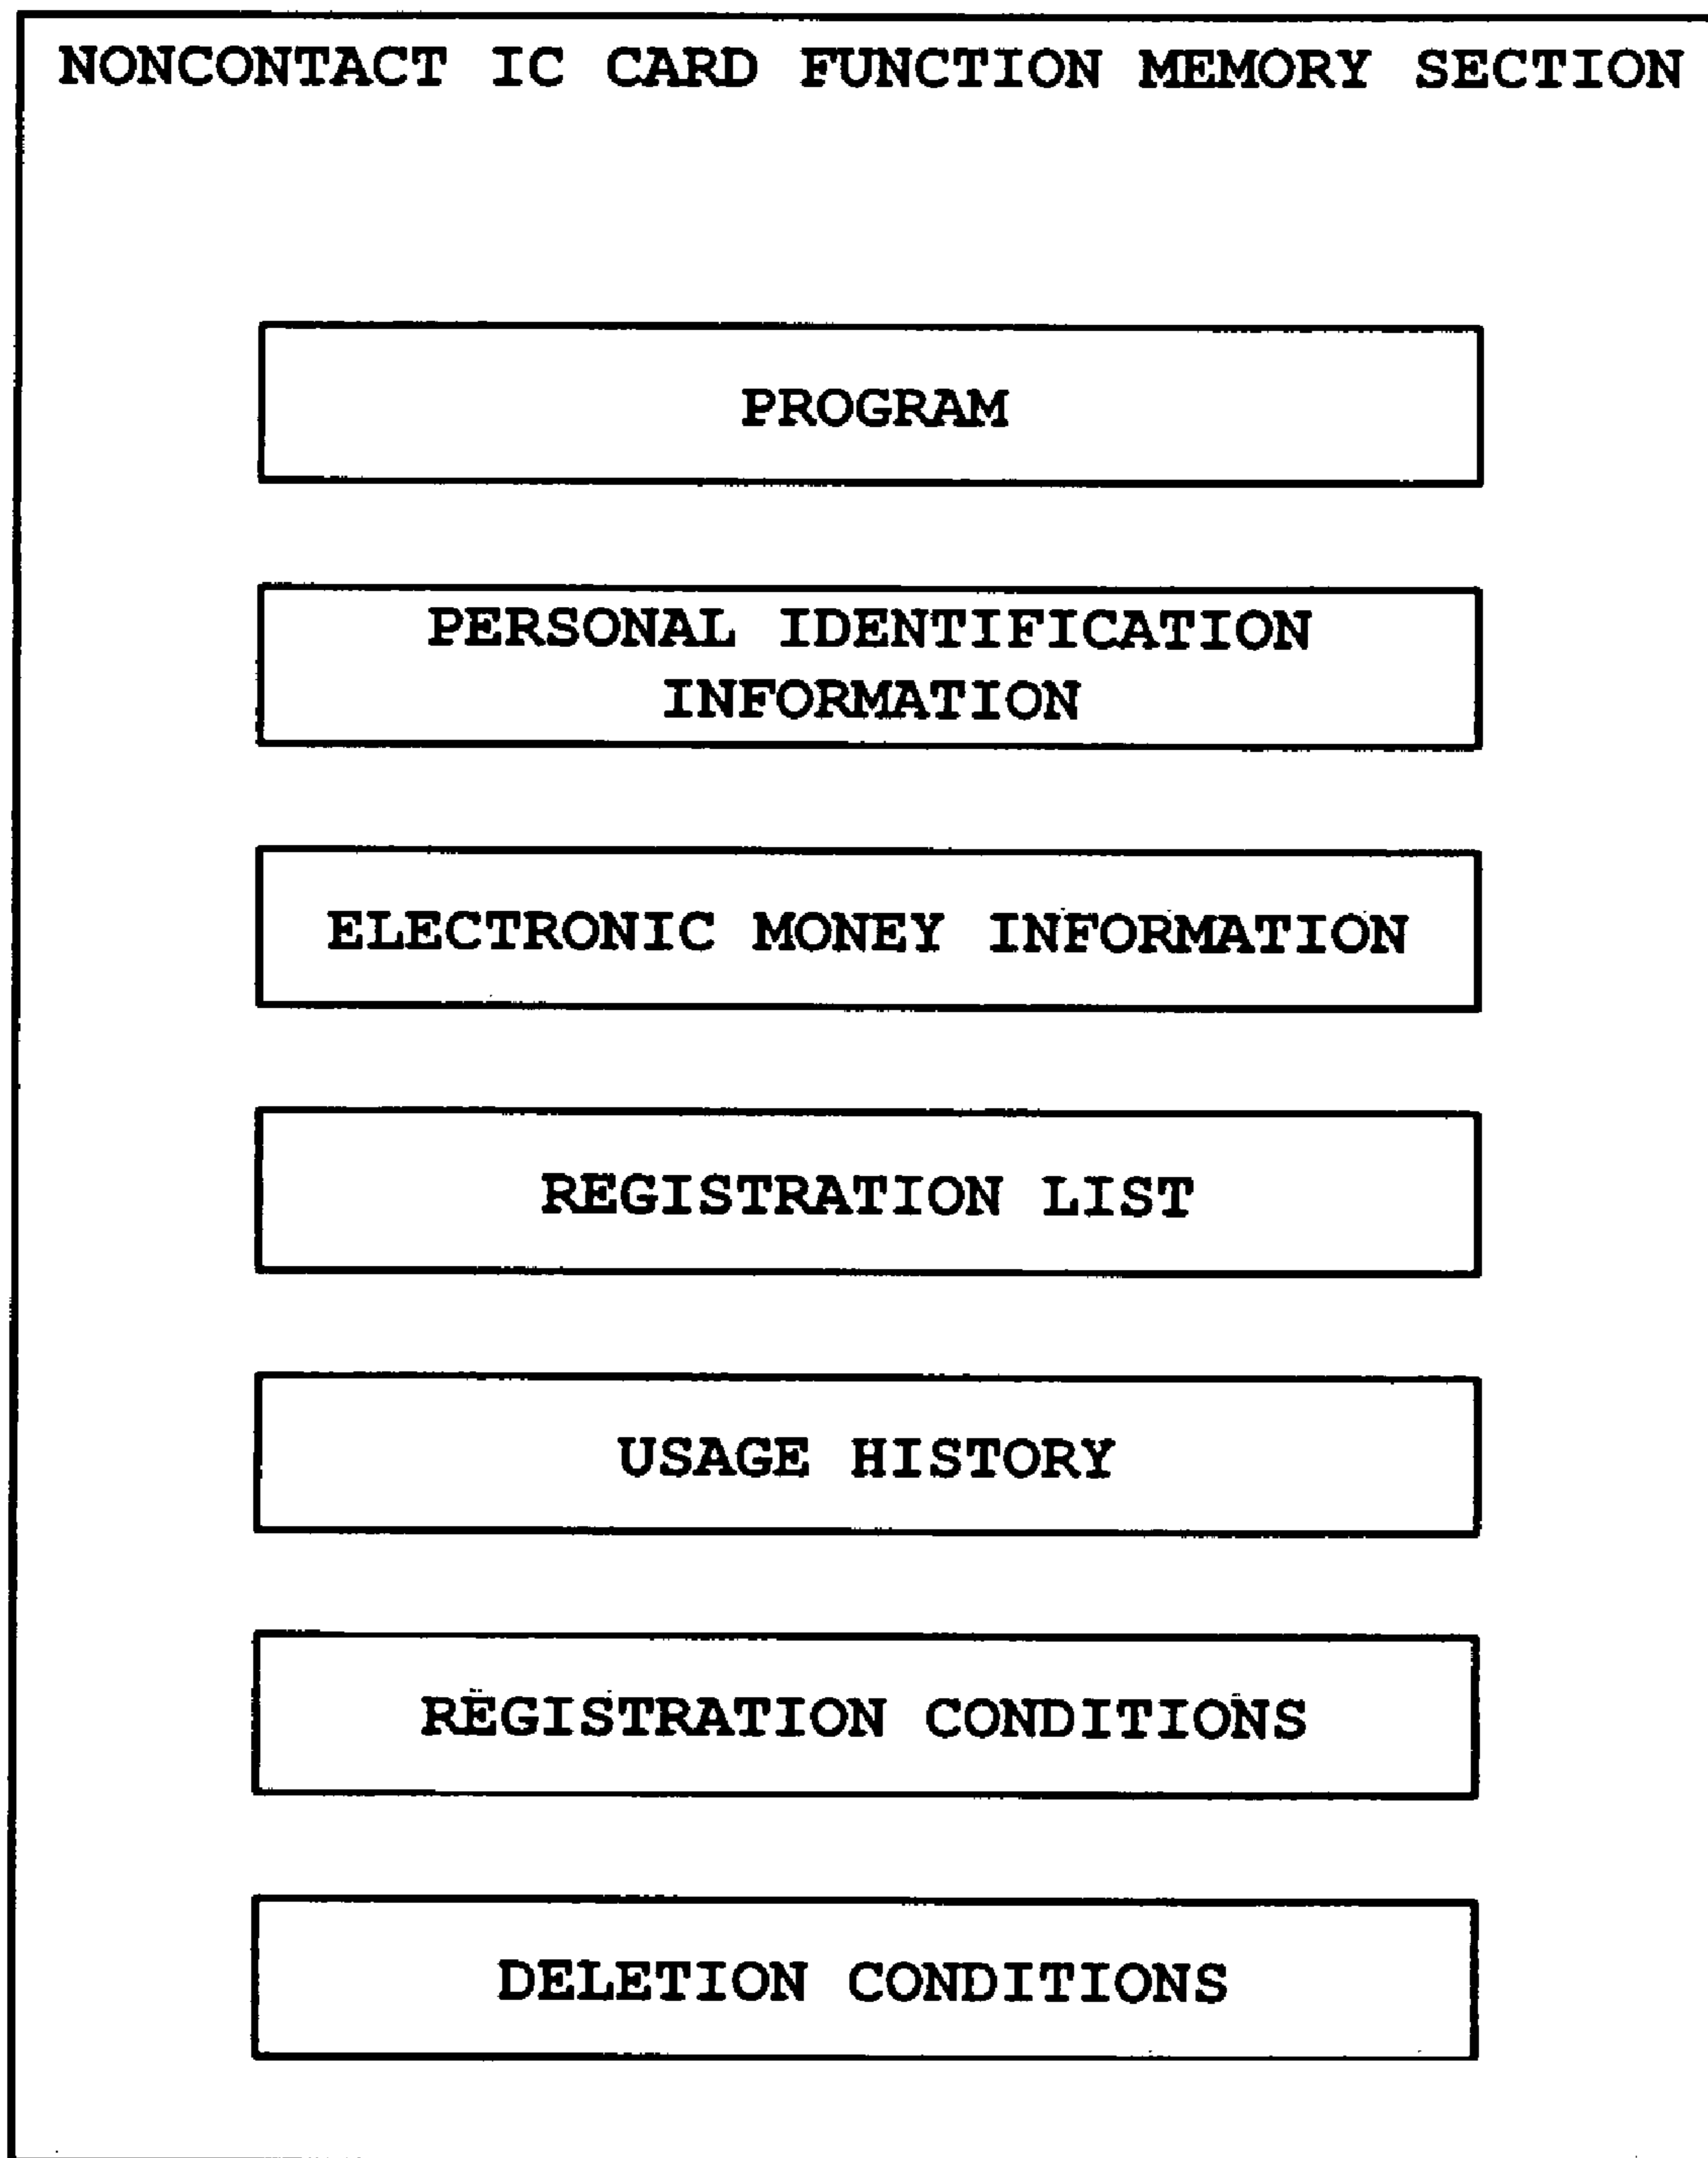 NONCONTACT IC CARD FUNCTION MEMORY SECTION
PROGRAM
PERSONAL IDENTIFICATION
INFORMATION
ELECTRONIC MONEY INFORMATION
REGISTRATION LIST
USAGE HISTORY
REGISTRATION CONDITIONS
DELETION CONDITIONS